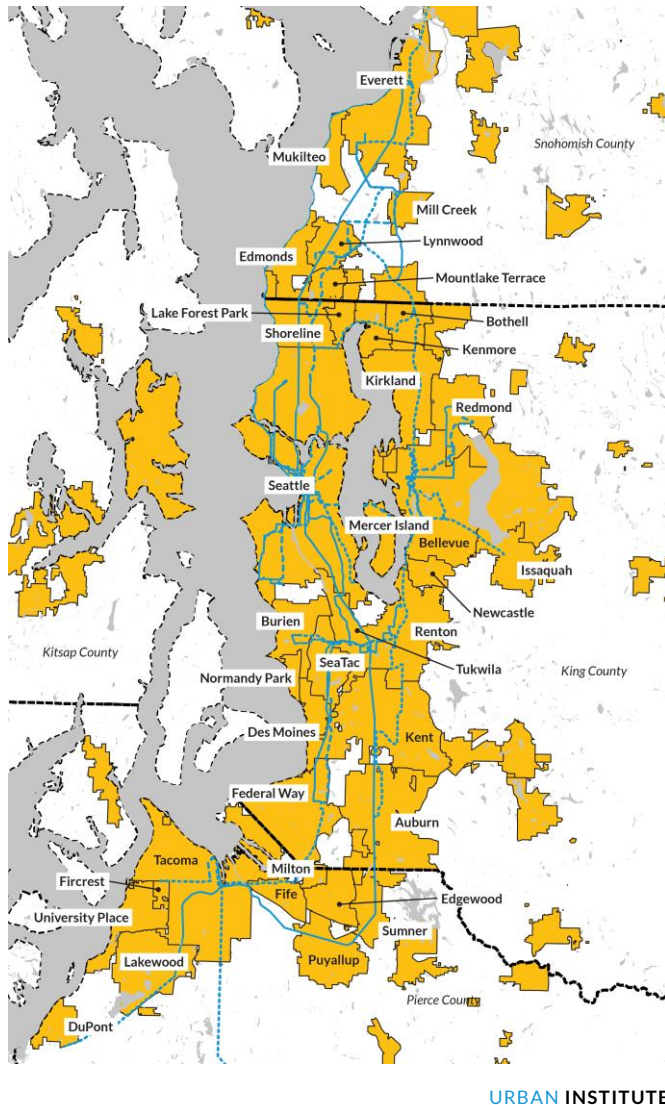 Everett
Snohomish County
Mukilteo
Mill Creek
Lynnwood
Edmonds
Mountlake Terrace
Lake Forest Park
Bothell
Shoreline
Kenmore
Kirkland
Redmond
Seattle
Mercer Island
Bellevue
Issaquah
Newcastle
Burien
Renton
Kitsap County
SeaTac
Tukwila
King County
Normandy Park
Des Moines
Kent
Federal Way
Auburn
Tacoma
Milton
Fircrest
Fife
Edgewood
University Place
Sumner
Lakewood
Puyallup
Pierce County
DuPont
URBAN INSTITUTE